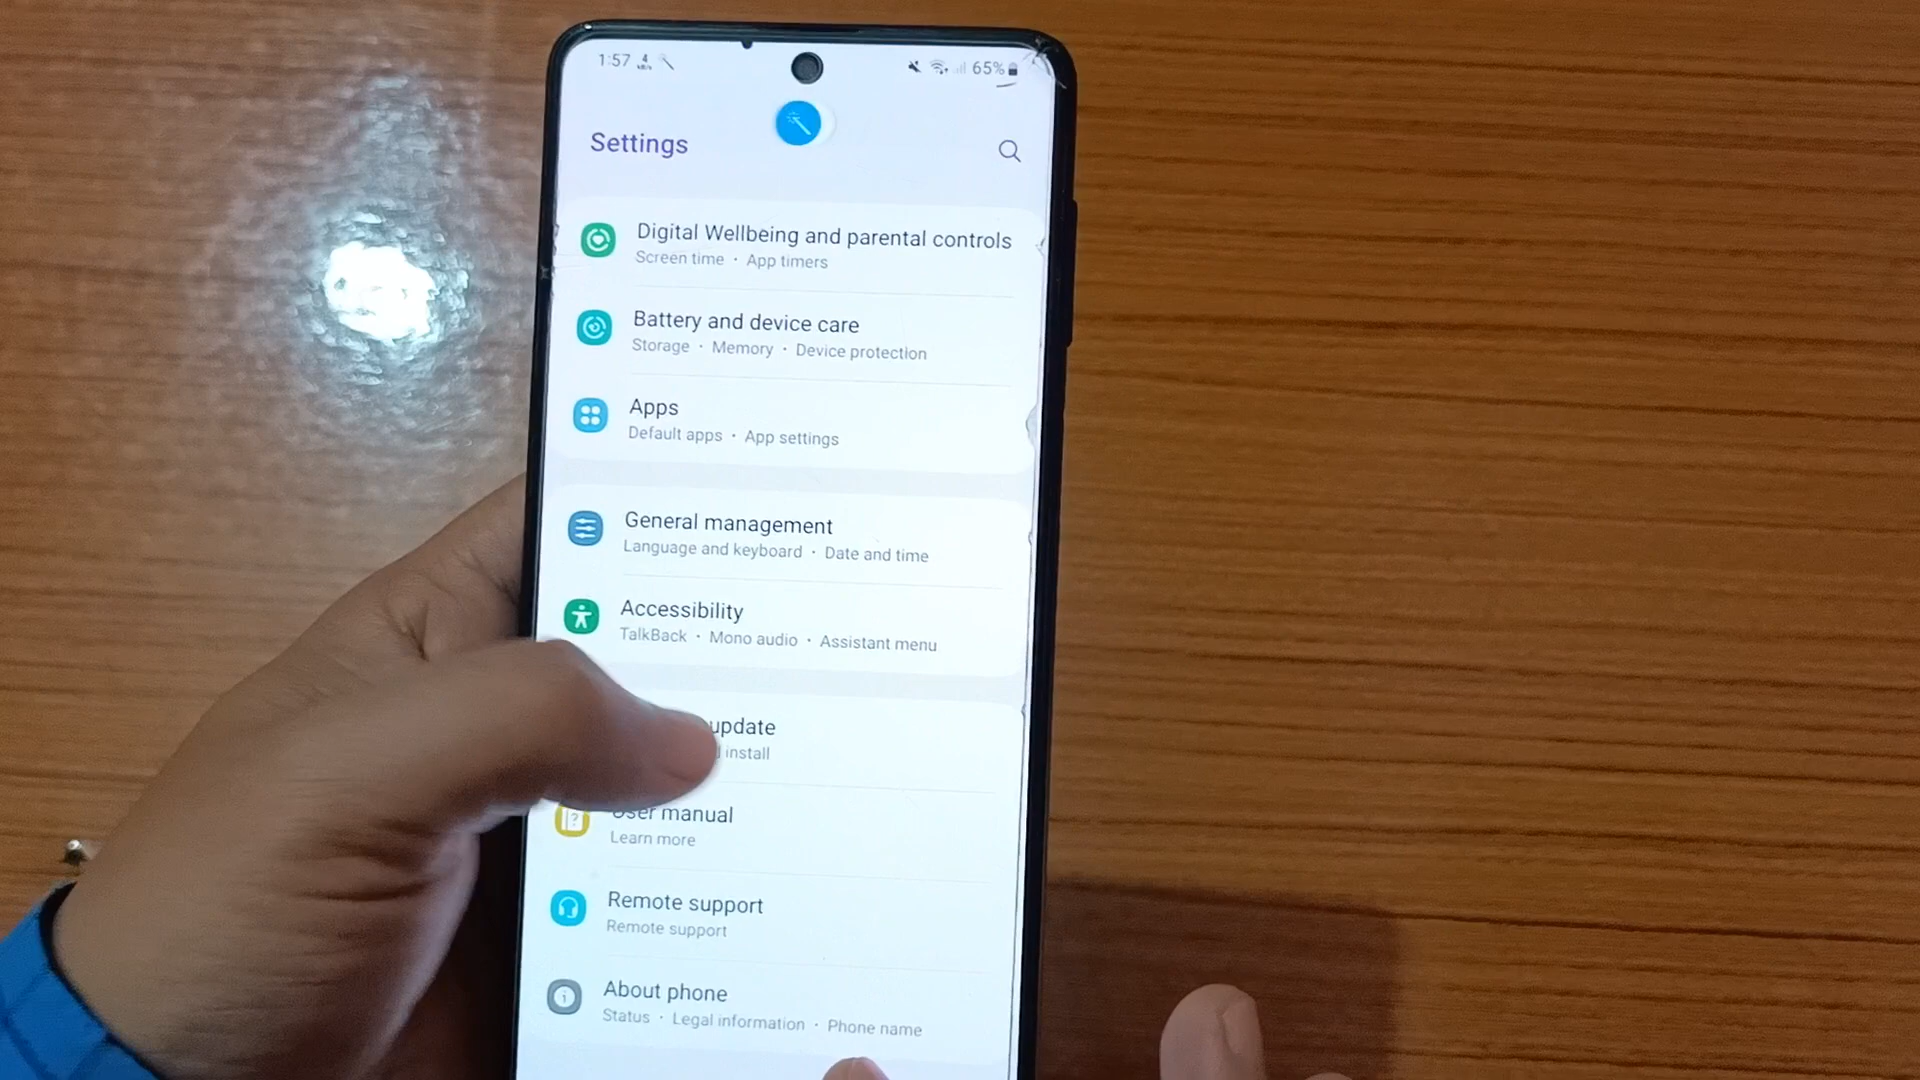 1:57
65%
Settings
Digital Wellbeing and parental controls
Screen time · App timers
Battery and device care
Storage · Memory · Device protection
Apps
Default apps · App settings
General management
Language and keyboard · Date and time
Accessibility
TalkBack · Mono audio · Assistant menu
update
install
User manual
Learn more
Remote support
Remote support
About phone
Status · Legal information · Phone name